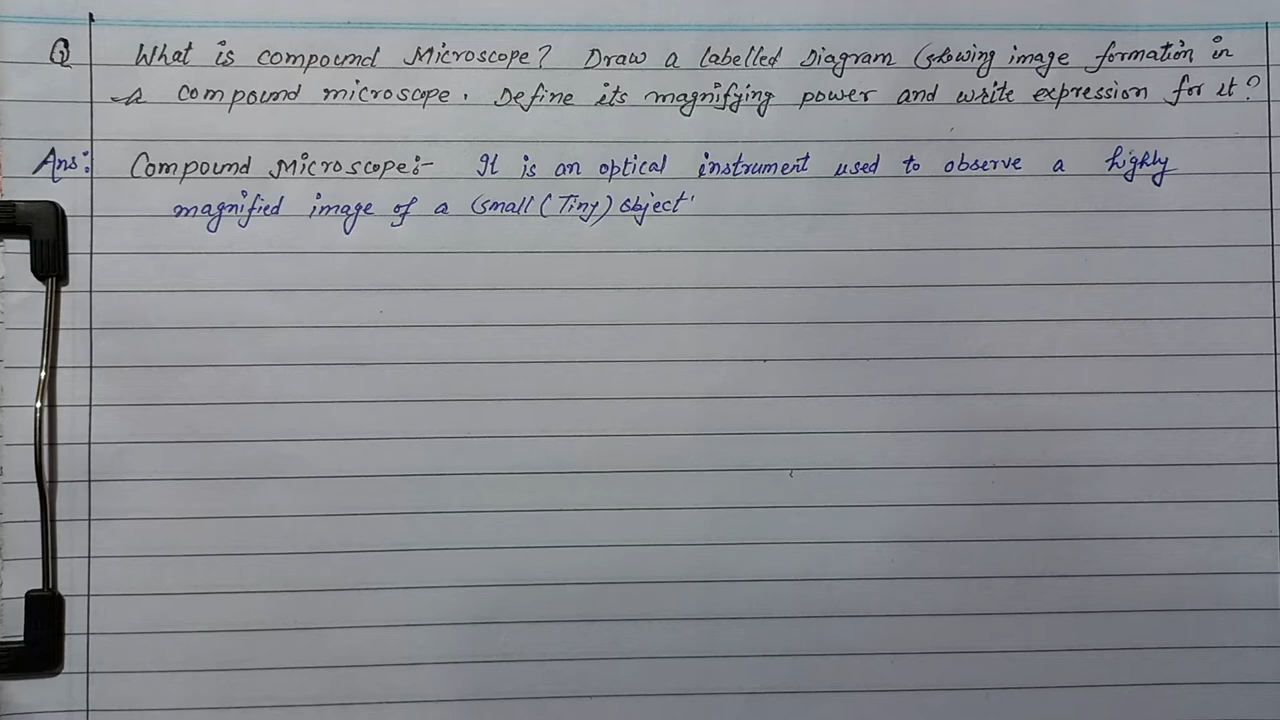 Q What is compound Microscope? Draw a labelled Diagram showing image formation in
a compound microscope. Define its magnifying power and write expression for it?
Ans: Compound Microscope:- It is an optical instrument used to observe a highly
magnified image of a small (Tiny) object.